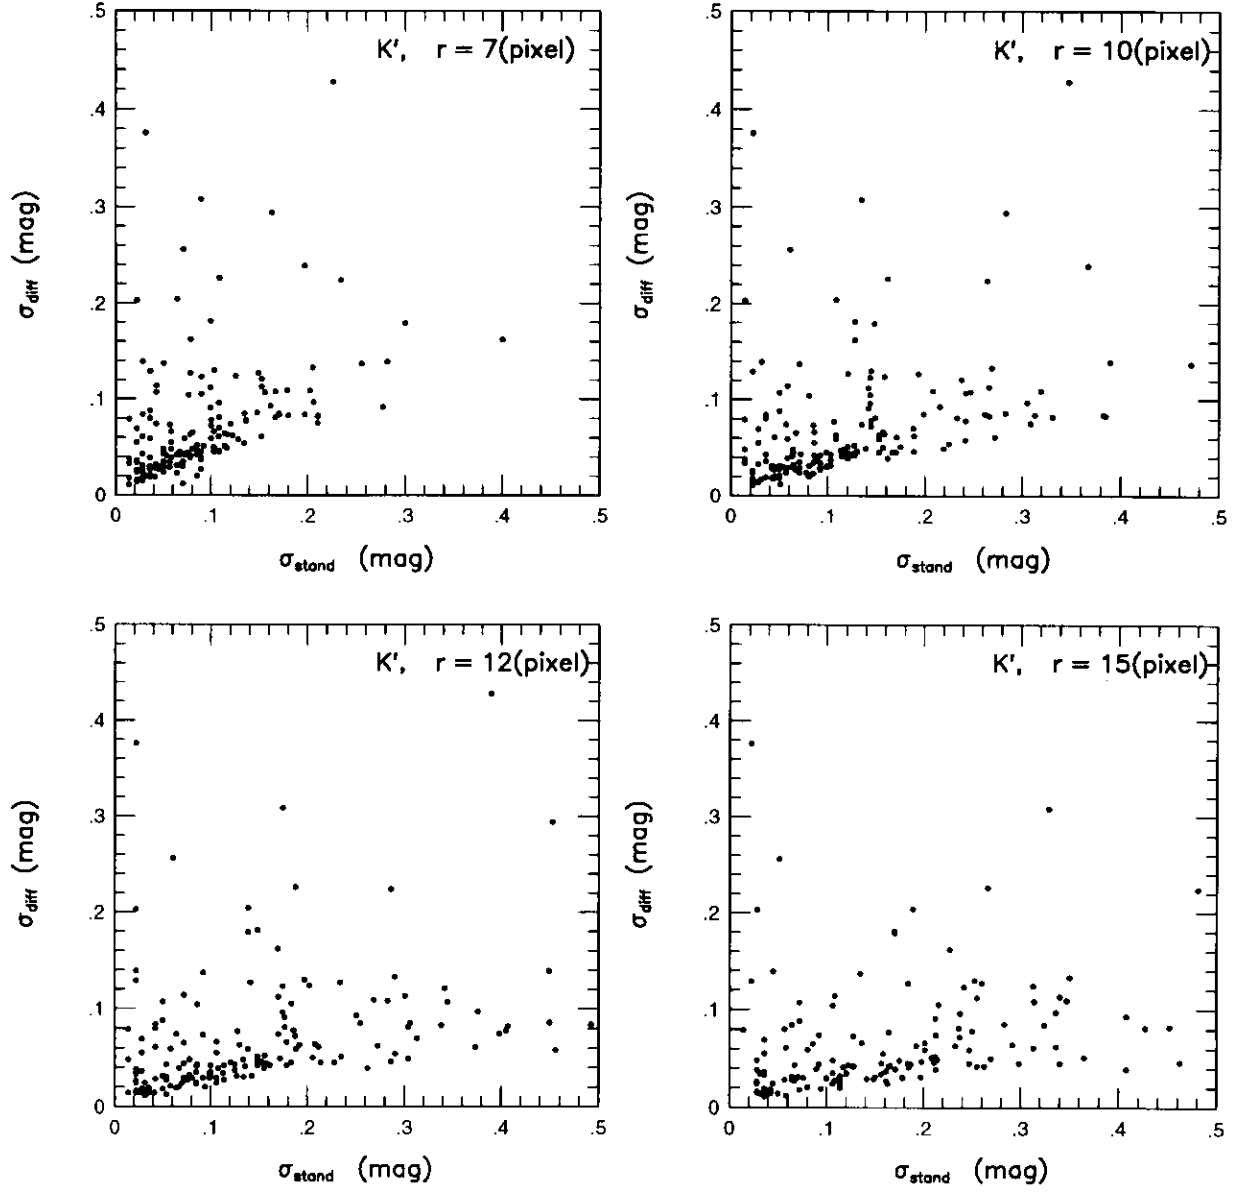 K′, r = 7(pixel)
.5
.4
.3
.2
.1
0
σdiff (mag)
0 .1 .2 .3 .4 .5
σstand (mag)
K′, r = 10(pixel)
.5
.4
.3
.2
.1
0
σdiff (mag)
0 .1 .2 .3 .4 .5
σstand (mag)
K′, r = 12(pixel)
.5
.4
.3
.2
.1
0
σdiff (mag)
0 .1 .2 .3 .4 .5
σstand (mag)
K′, r = 15(pixel)
.5
.4
.3
.2
.1
0
σdiff (mag)
0 .1 .2 .3 .4 .5
σstand (mag)